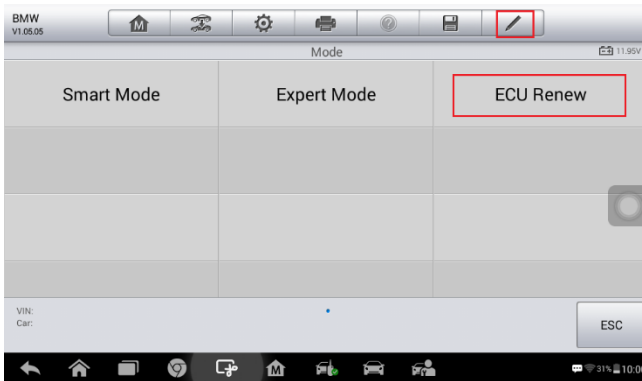 BMW
V1.05.05
Mode
11.95V
Smart Mode
Expert Mode
ECU Renew
VIN:
Car:
ESC
31%